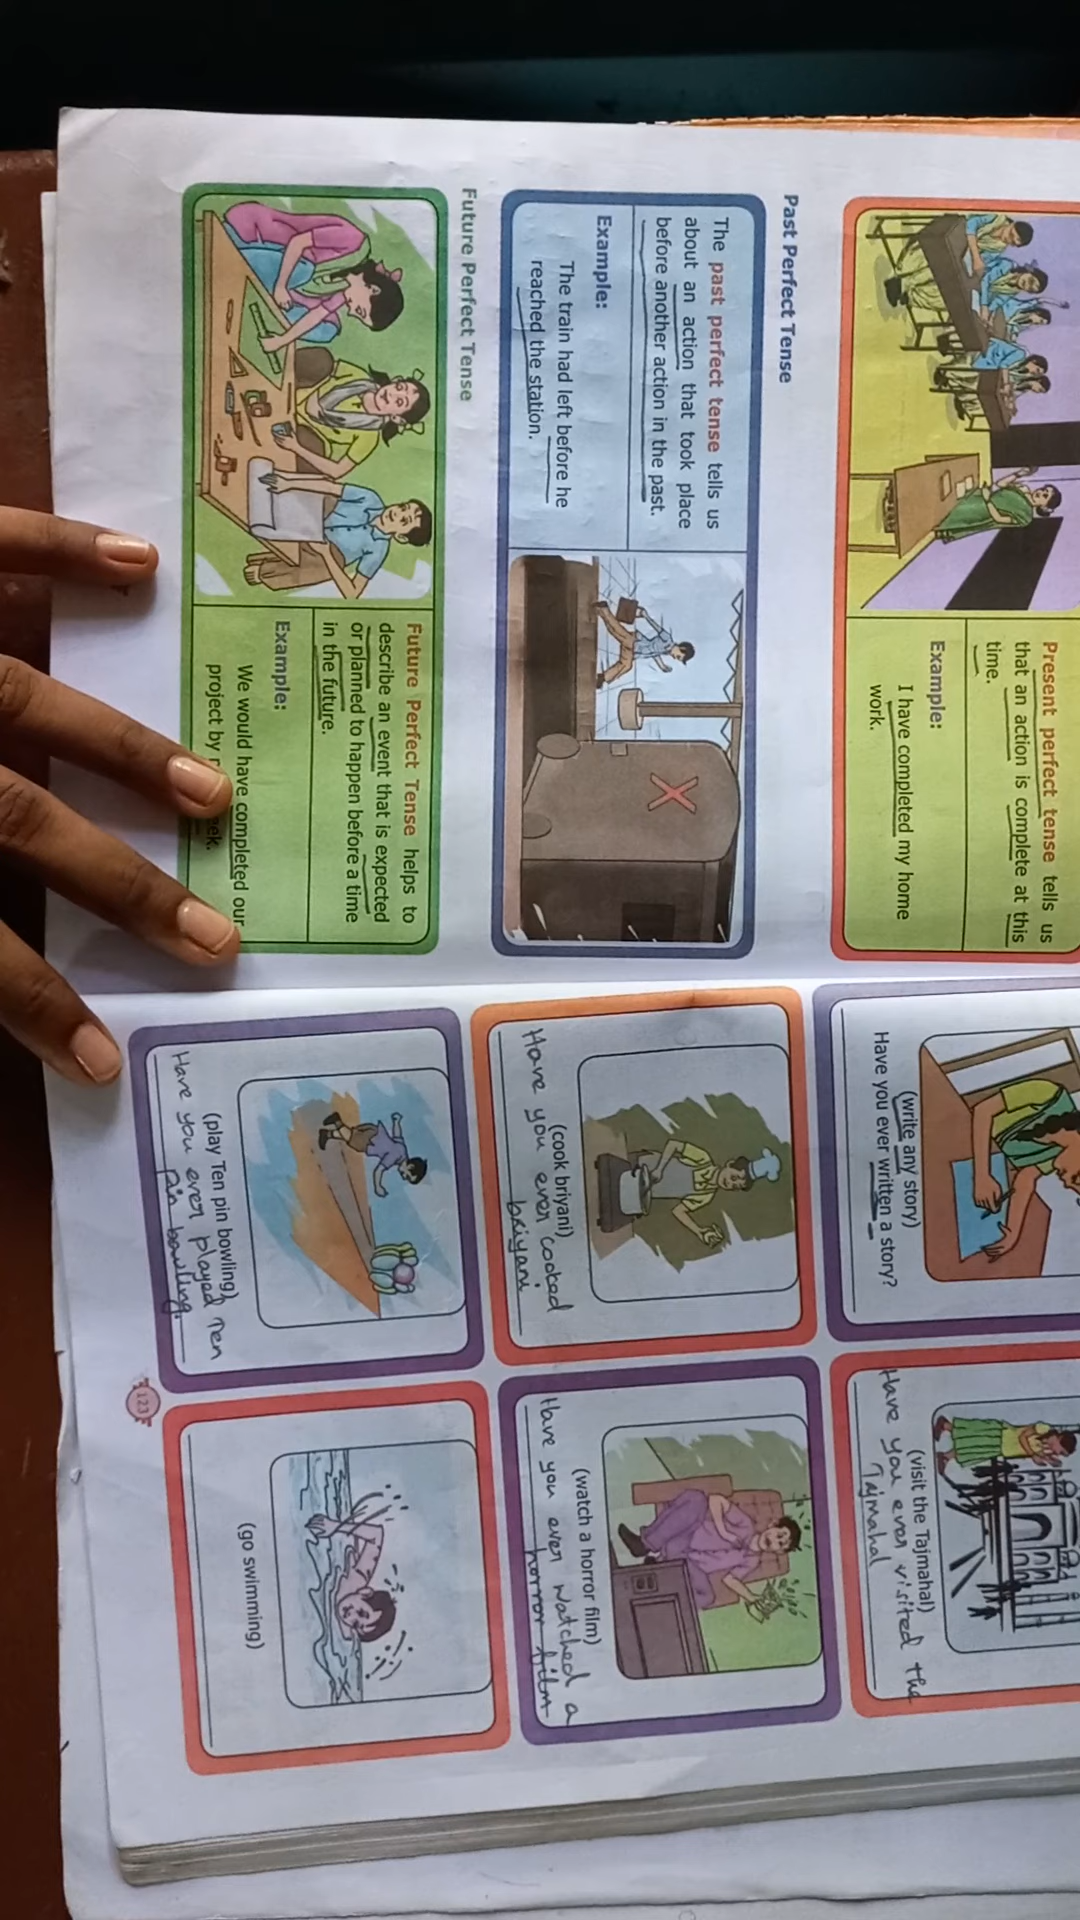 Present perfect tense tells us
that an action is complete at this
time.
Example:
I have completed my home
work.
Past Perfect Tense
The past perfect tense tells us
about an action that took place
before another action in the past.
Example:
The train had left before he
reached the station.
X
Future Perfect Tense
Future Perfect Tense helps to
describe an event that is expected
or planned to happen before a time
in the future.
Example:
We would have completed our
project by
(write any story)
Have you ever written a story?
(visit the Tajmahal)
Have you ever visited the
Tajmahal
(cook briyani)
Have you ever cooked
briyani
(watch a horror film)
Have you ever watched a
horror film
(play Ten pin bowling)
Have you ever played Ten
pin bowling.
(go swimming)
123